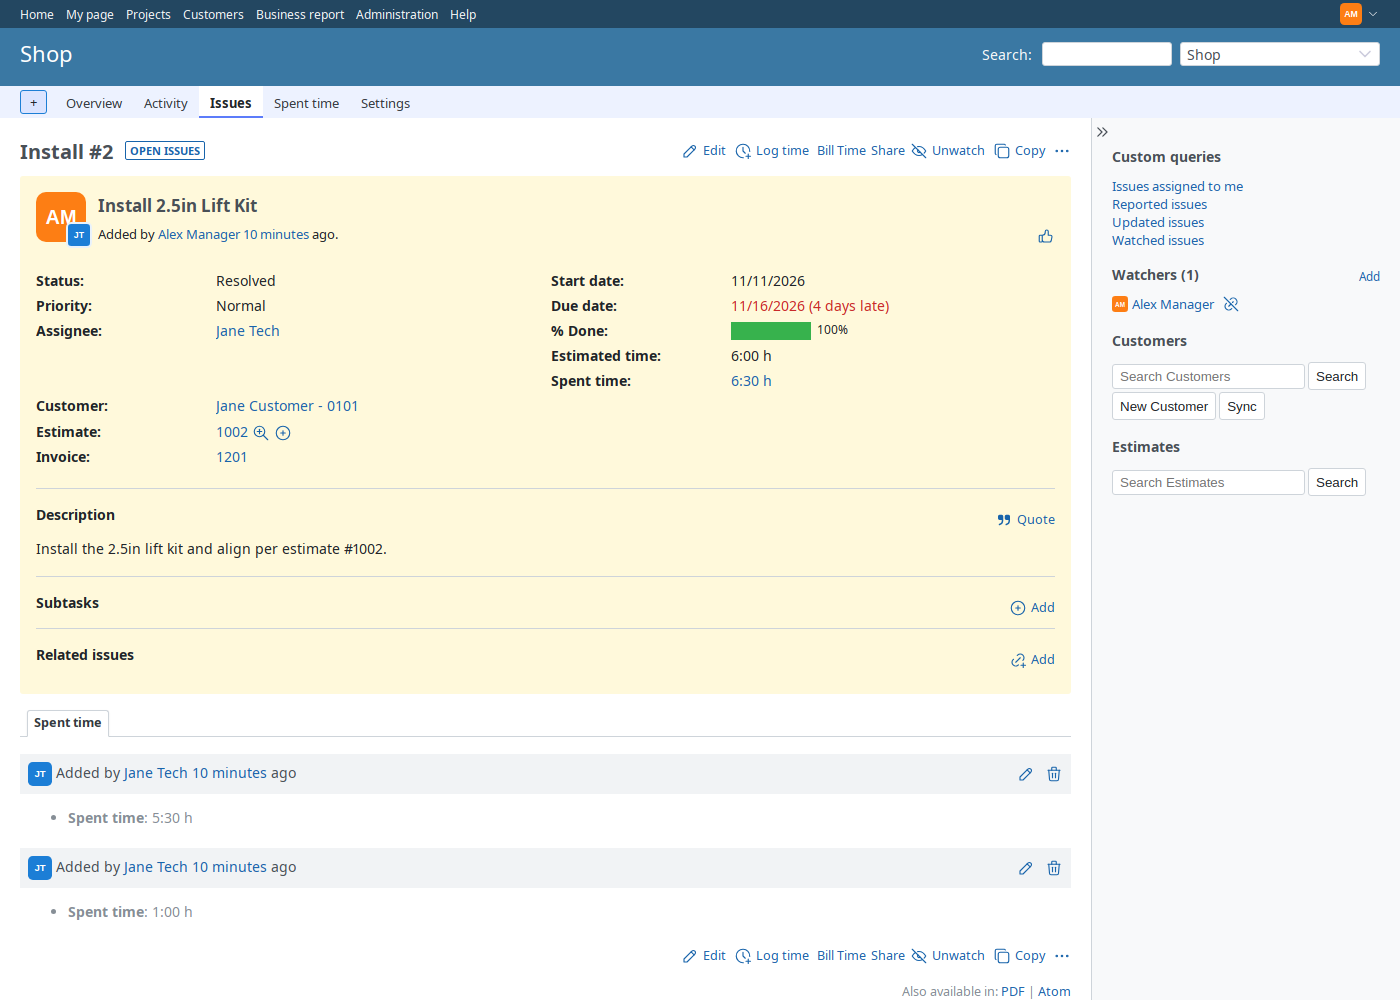 Home My page Projects Customers Business report Administration Help AM
Shop Search: Shop
+ Overview Activity Issues Spent time Settings
Install #2 OPEN ISSUES Edit Log time Bill Time Share Unwatch Copy
AM JT Install 2.5in Lift Kit
Added by Alex Manager 10 minutes ago.
Status: Resolved Start date: 11/11/2026
Priority: Normal Due date: 11/16/2026 (4 days late)
Assignee: Jane Tech % Done: 100%
Estimated time: 6:00 h
Spent time: 6:30 h
Customer: Jane Customer - 0101
Estimate: 1002
Invoice: 1201
Description Quote
Install the 2.5in lift kit and align per estimate #1002.
Subtasks Add
Related issues Add
Spent time
JT Added by Jane Tech 10 minutes ago
• Spent time: 5:30 h
JT Added by Jane Tech 10 minutes ago
• Spent time: 1:00 h
Edit Log time Bill Time Share Unwatch Copy
Also available in: PDF | Atom
Custom queries
Issues assigned to me
Reported issues
Updated issues
Watched issues
Watchers (1) Add
AM Alex Manager
Customers
Search Customers Search
New Customer Sync
Estimates
Search Estimates Search